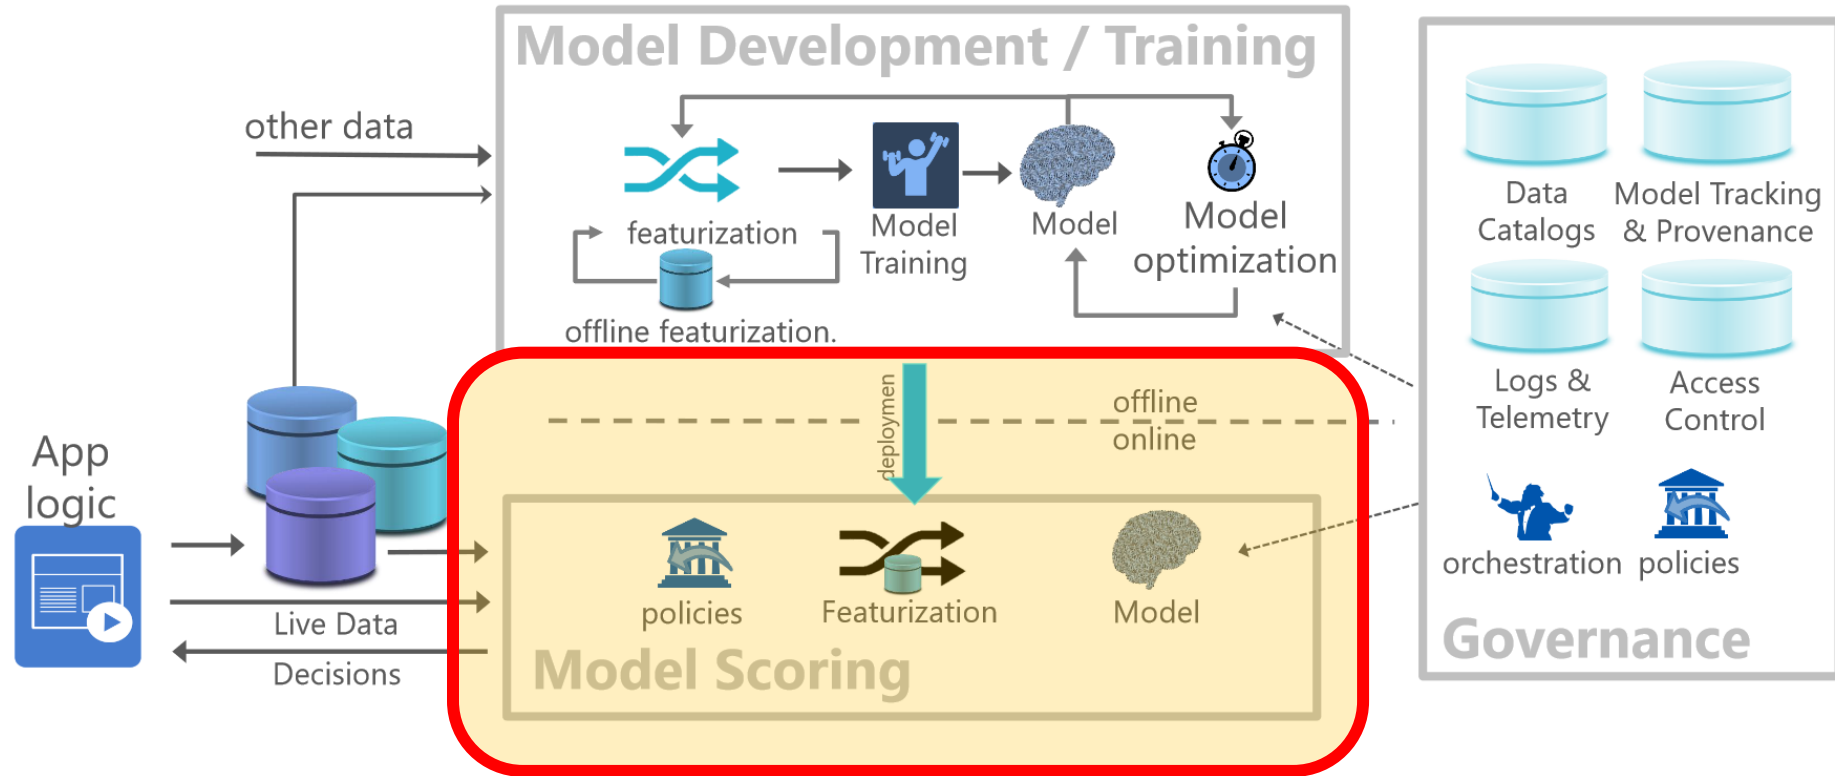 Model Development / Training
other data
featurization
Model
Training
Model
Model
optimization
offline featurization.
deploymen
offline
online
App
logic
Live Data
Decisions
policies
Featurization
Model
Model Scoring
Data
Catalogs
Model Tracking
& Provenance
Logs &
Telemetry
Access
Control
orchestration
policies
Governance